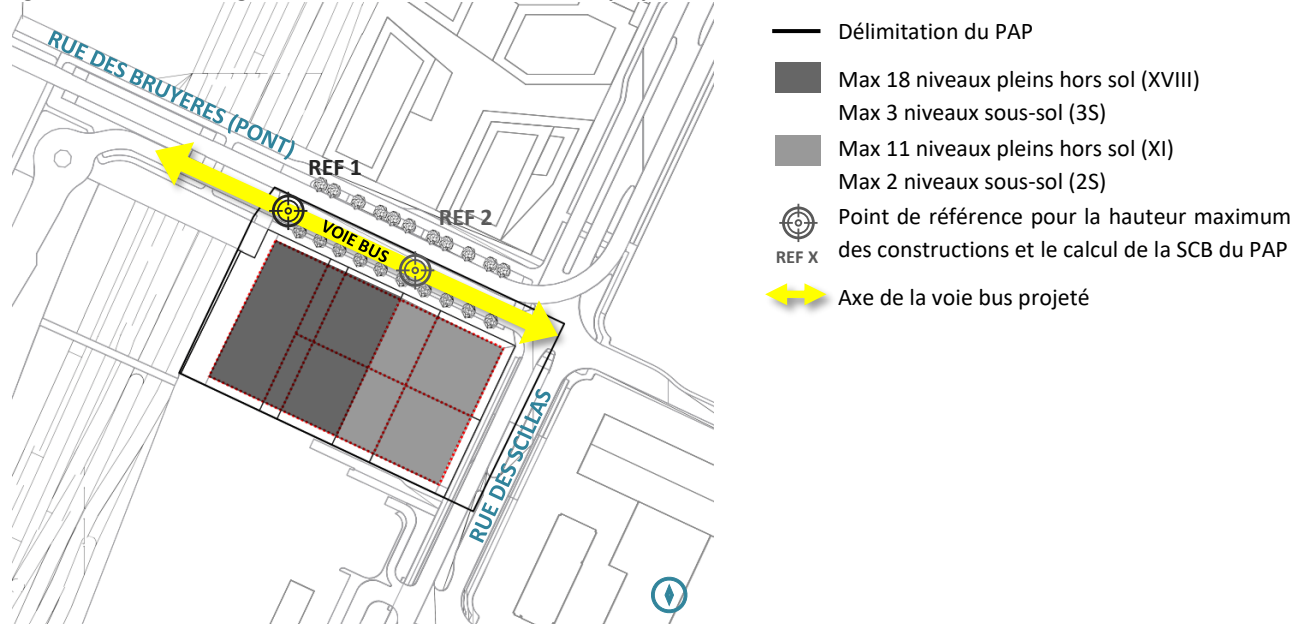 RUE DES BRUYERES (PONT)
REF 1
REF 2
VOIE BUS
RUE DES SCILLAS
Délimitation du PAP
Max 18 niveaux pleins hors sol (XVIII)
Max 3 niveaux sous-sol (3S)
Max 11 niveaux pleins hors sol (XI)
Max 2 niveaux sous-sol (2S)
Point de référence pour la hauteur maximum
des constructions et le calcul de la SCB du PAP
REF X
Axe de la voie bus projeté